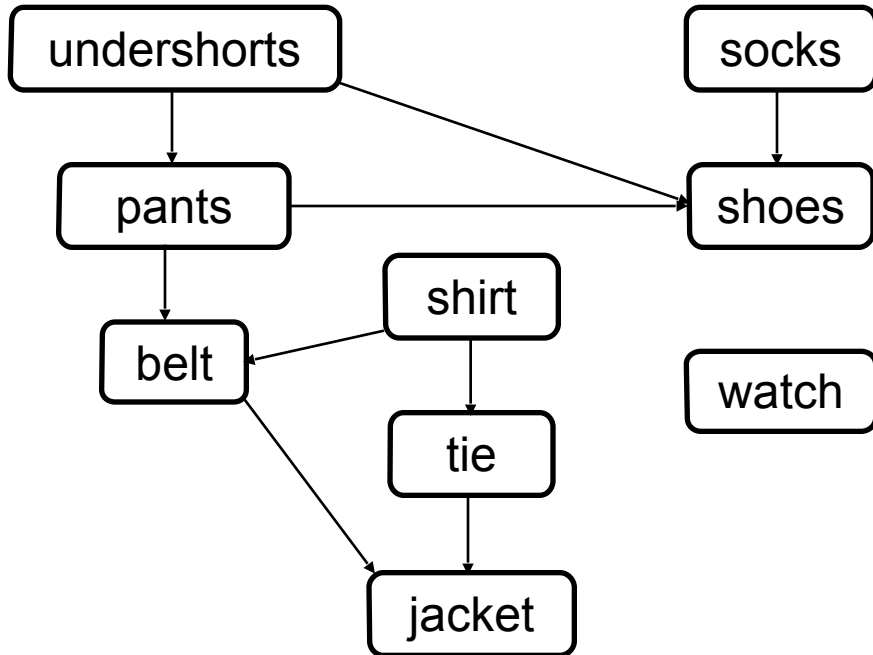 undershorts
socks
pants
shoes
shirt
belt
watch
tie
jacket